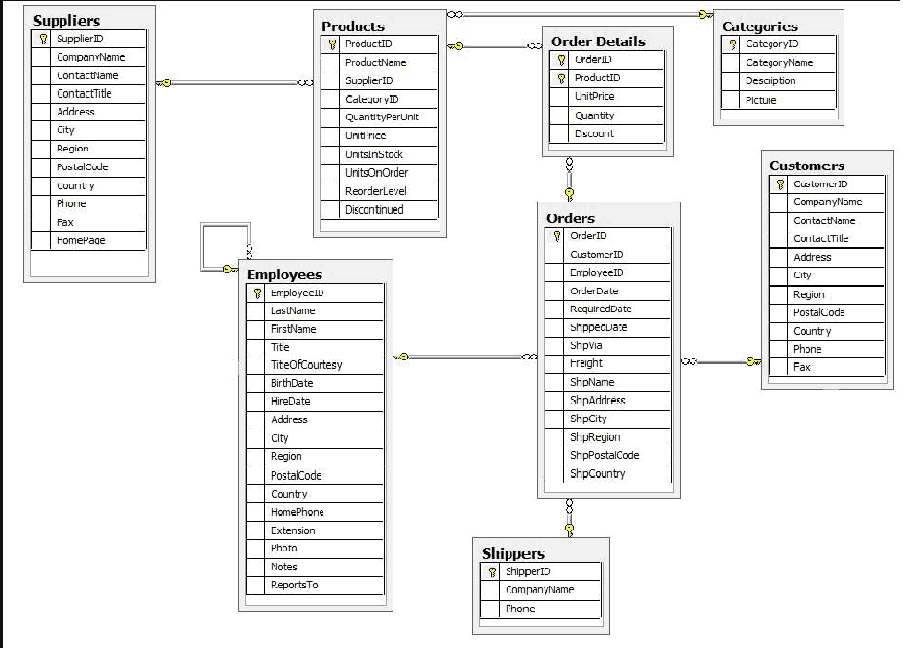 Suppliers
SupplierID
CompanyName
ContactName
ContactTitle
Address
City
Region
PostalCode
Country
Phone
Fax
HomePage
Products
ProductID
ProductName
SupplierID
CategoryID
QuantityPerUnit
UnitPrice
UnitsInStock
UnitsOnOrder
ReorderLevel
Discontinued
Order Details
OrderID
ProductID
UnitPrice
Quantity
Discount
Categories
CategoryID
CategoryName
Description
Picture
Customers
CustomerID
CompanyName
ContactName
ContactTitle
Address
City
Region
PostalCode
Country
Phone
Fax
Employees
EmployeeID
LastName
FirstName
Title
TitleOfCourtesy
BirthDate
HireDate
Address
City
Region
PostalCode
Country
HomePhone
Extension
Photo
Notes
ReportsTo
Orders
OrderID
CustomerID
EmployeeID
OrderDate
RequiredDate
ShippedDate
ShipVia
Freight
ShipName
ShipAddress
ShipCity
ShipRegion
ShipPostalCode
ShipCountry
Shippers
ShipperID
CompanyName
Phone